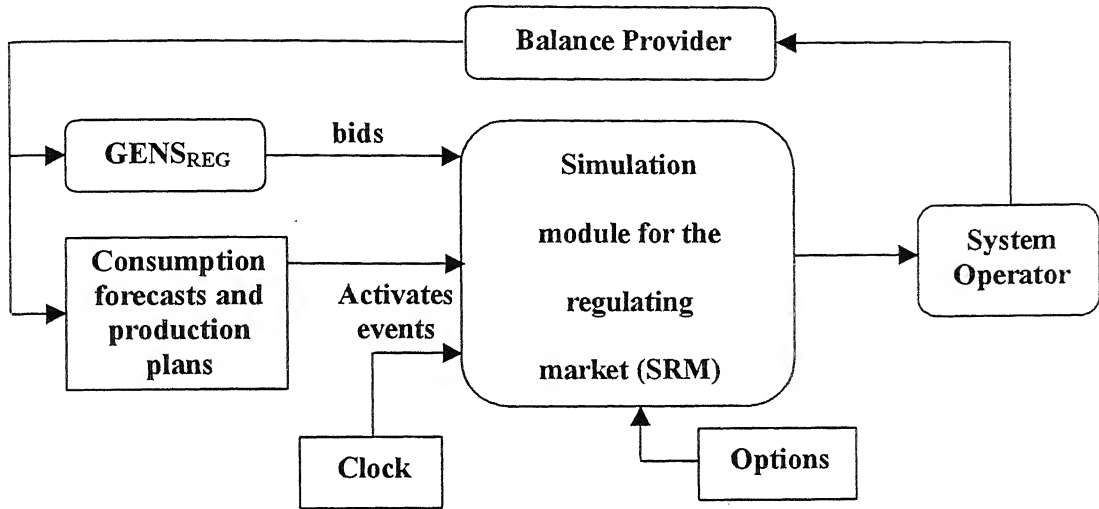 Balance Provider
GENS_REG
bids
Simulation
module for the
regulating
market (SRM)
System
Operator
Consumption
forecasts and
production
plans
Activates
events
Clock
Options